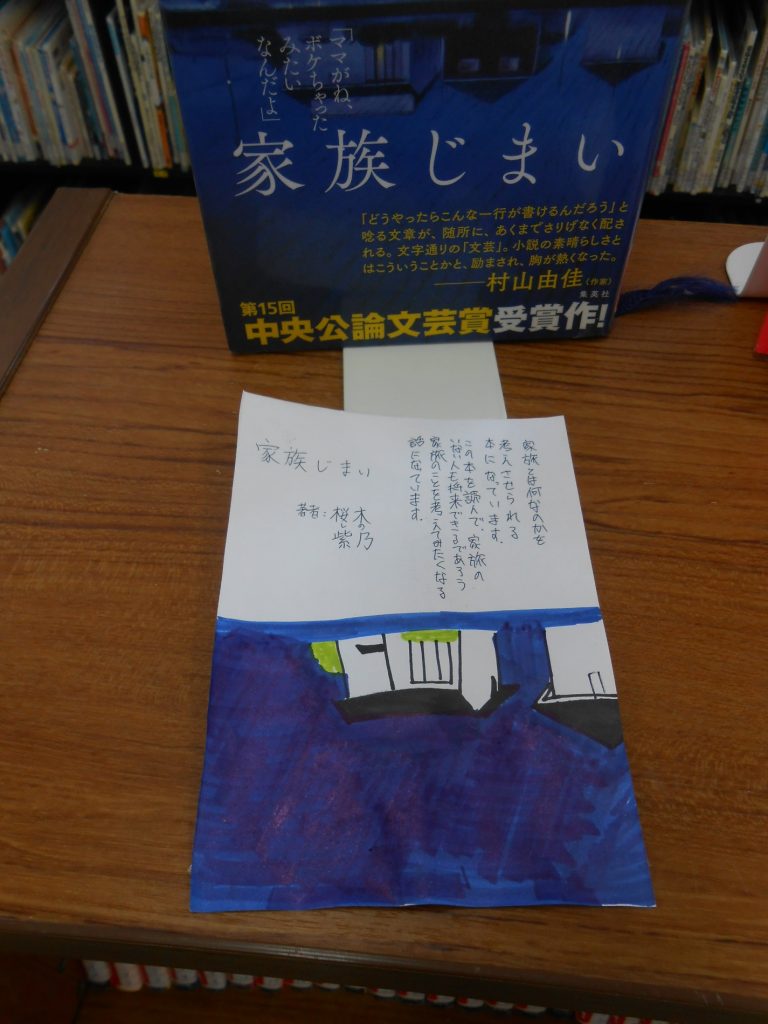 「ママがね、
ボケちゃった
みたい
なんだよ」
家族じまい
「どうやったらこんな一行が書けるんだろう」と
唸る文章が、随所に、あくまでさりげなく配さ
れる。文字通りの「文芸」。小説の素晴らしさと
はこういうことかと、励まされ、胸が熱くなった。
──村山由佳〈作家〉
集英社
第15回
中央公論文芸賞受賞作!
家族とは何なのかを
考えさせられる
本になっています。
この本を読んで、家族の
いない人も将来できるであろう
家族のことを考えてみたくなる
話になっています。
家族じまい
著者:桜木
紫乃